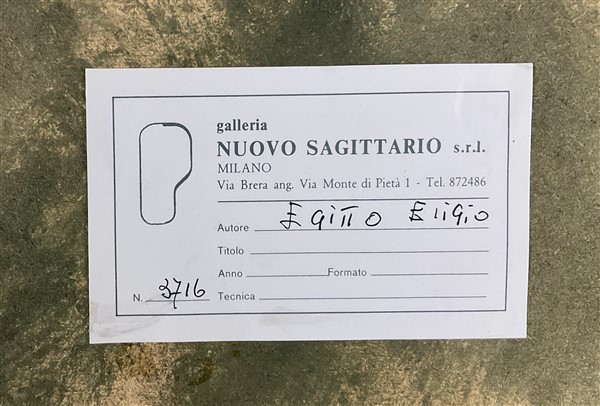 galleria
NUOVO SAGITTARIO s.r.l.
MILANO
Via Brera ang. Via Monte di Pietà 1 - Tel. 872486
Autore EGiTTO Eligio
Titolo
Anno Formato
N. 3716 Tecnica